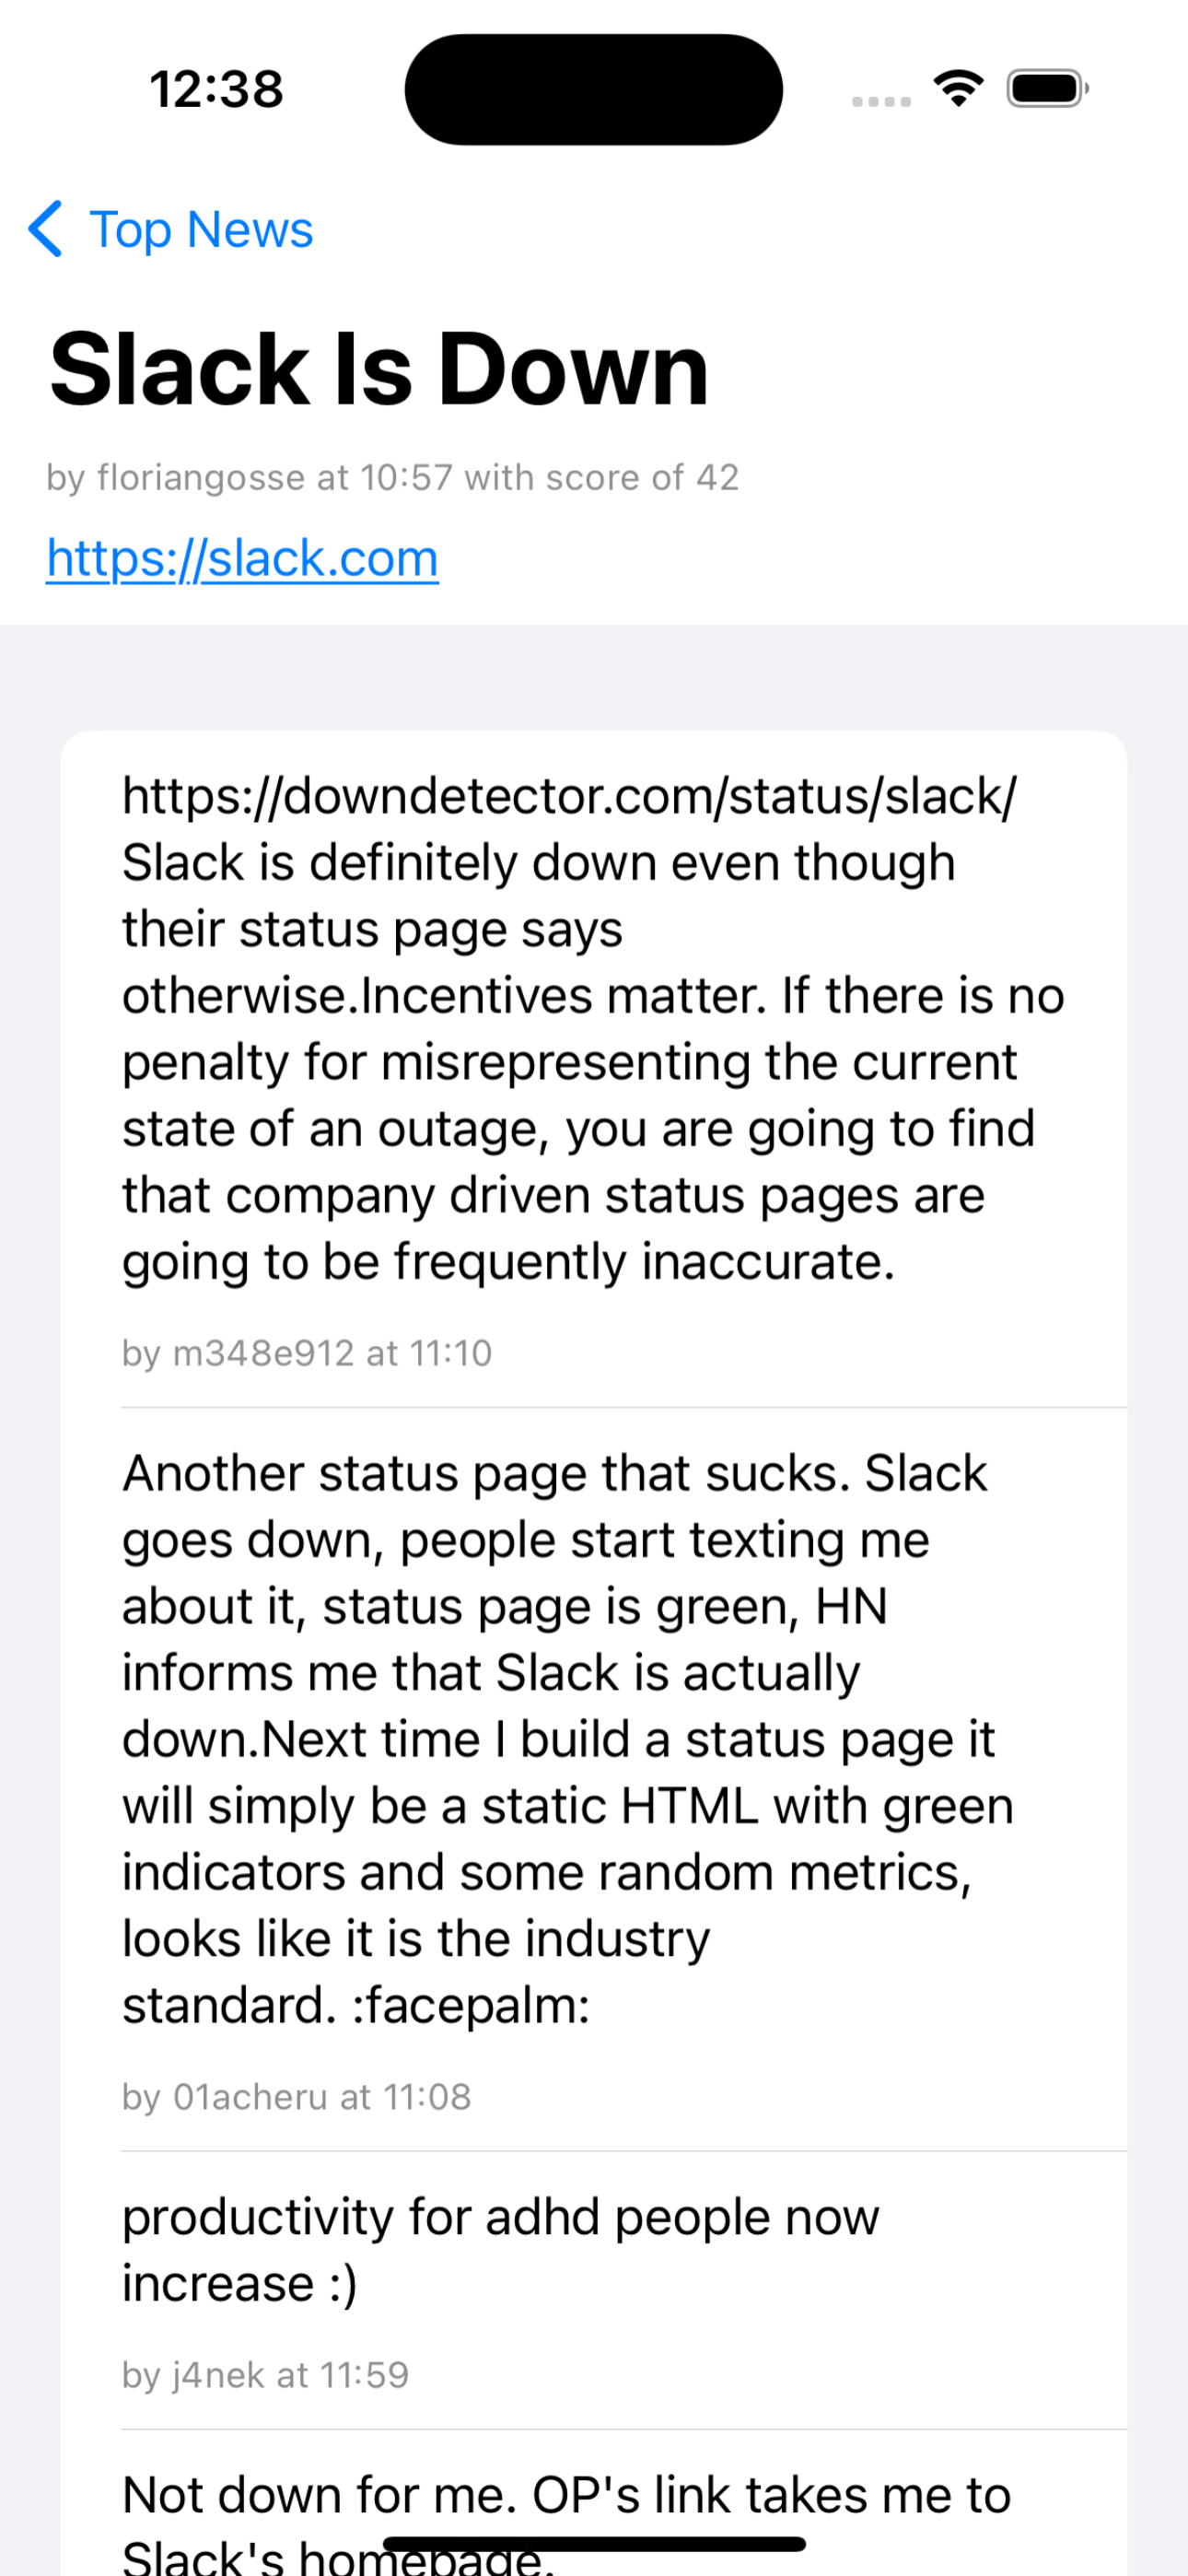 12:38
Top News
Slack Is Down
by floriangosse at 10:57 with score of 42
https://slack.com
https://downdetector.com/status/slack/
Slack is definitely down even though
their status page says
otherwise.Incentives matter. If there is no
penalty for misrepresenting the current
state of an outage, you are going to find
that company driven status pages are
going to be frequently inaccurate.
by m348e912 at 11:10
Another status page that sucks. Slack
goes down, people start texting me
about it, status page is green, HN
informs me that Slack is actually
down.Next time I build a status page it
will simply be a static HTML with green
indicators and some random metrics,
looks like it is the industry
standard. :facepalm:
by 01acheru at 11:08
productivity for adhd people now
increase :)
by j4nek at 11:59
Not down for me. OP's link takes me to
Slack's homepage.